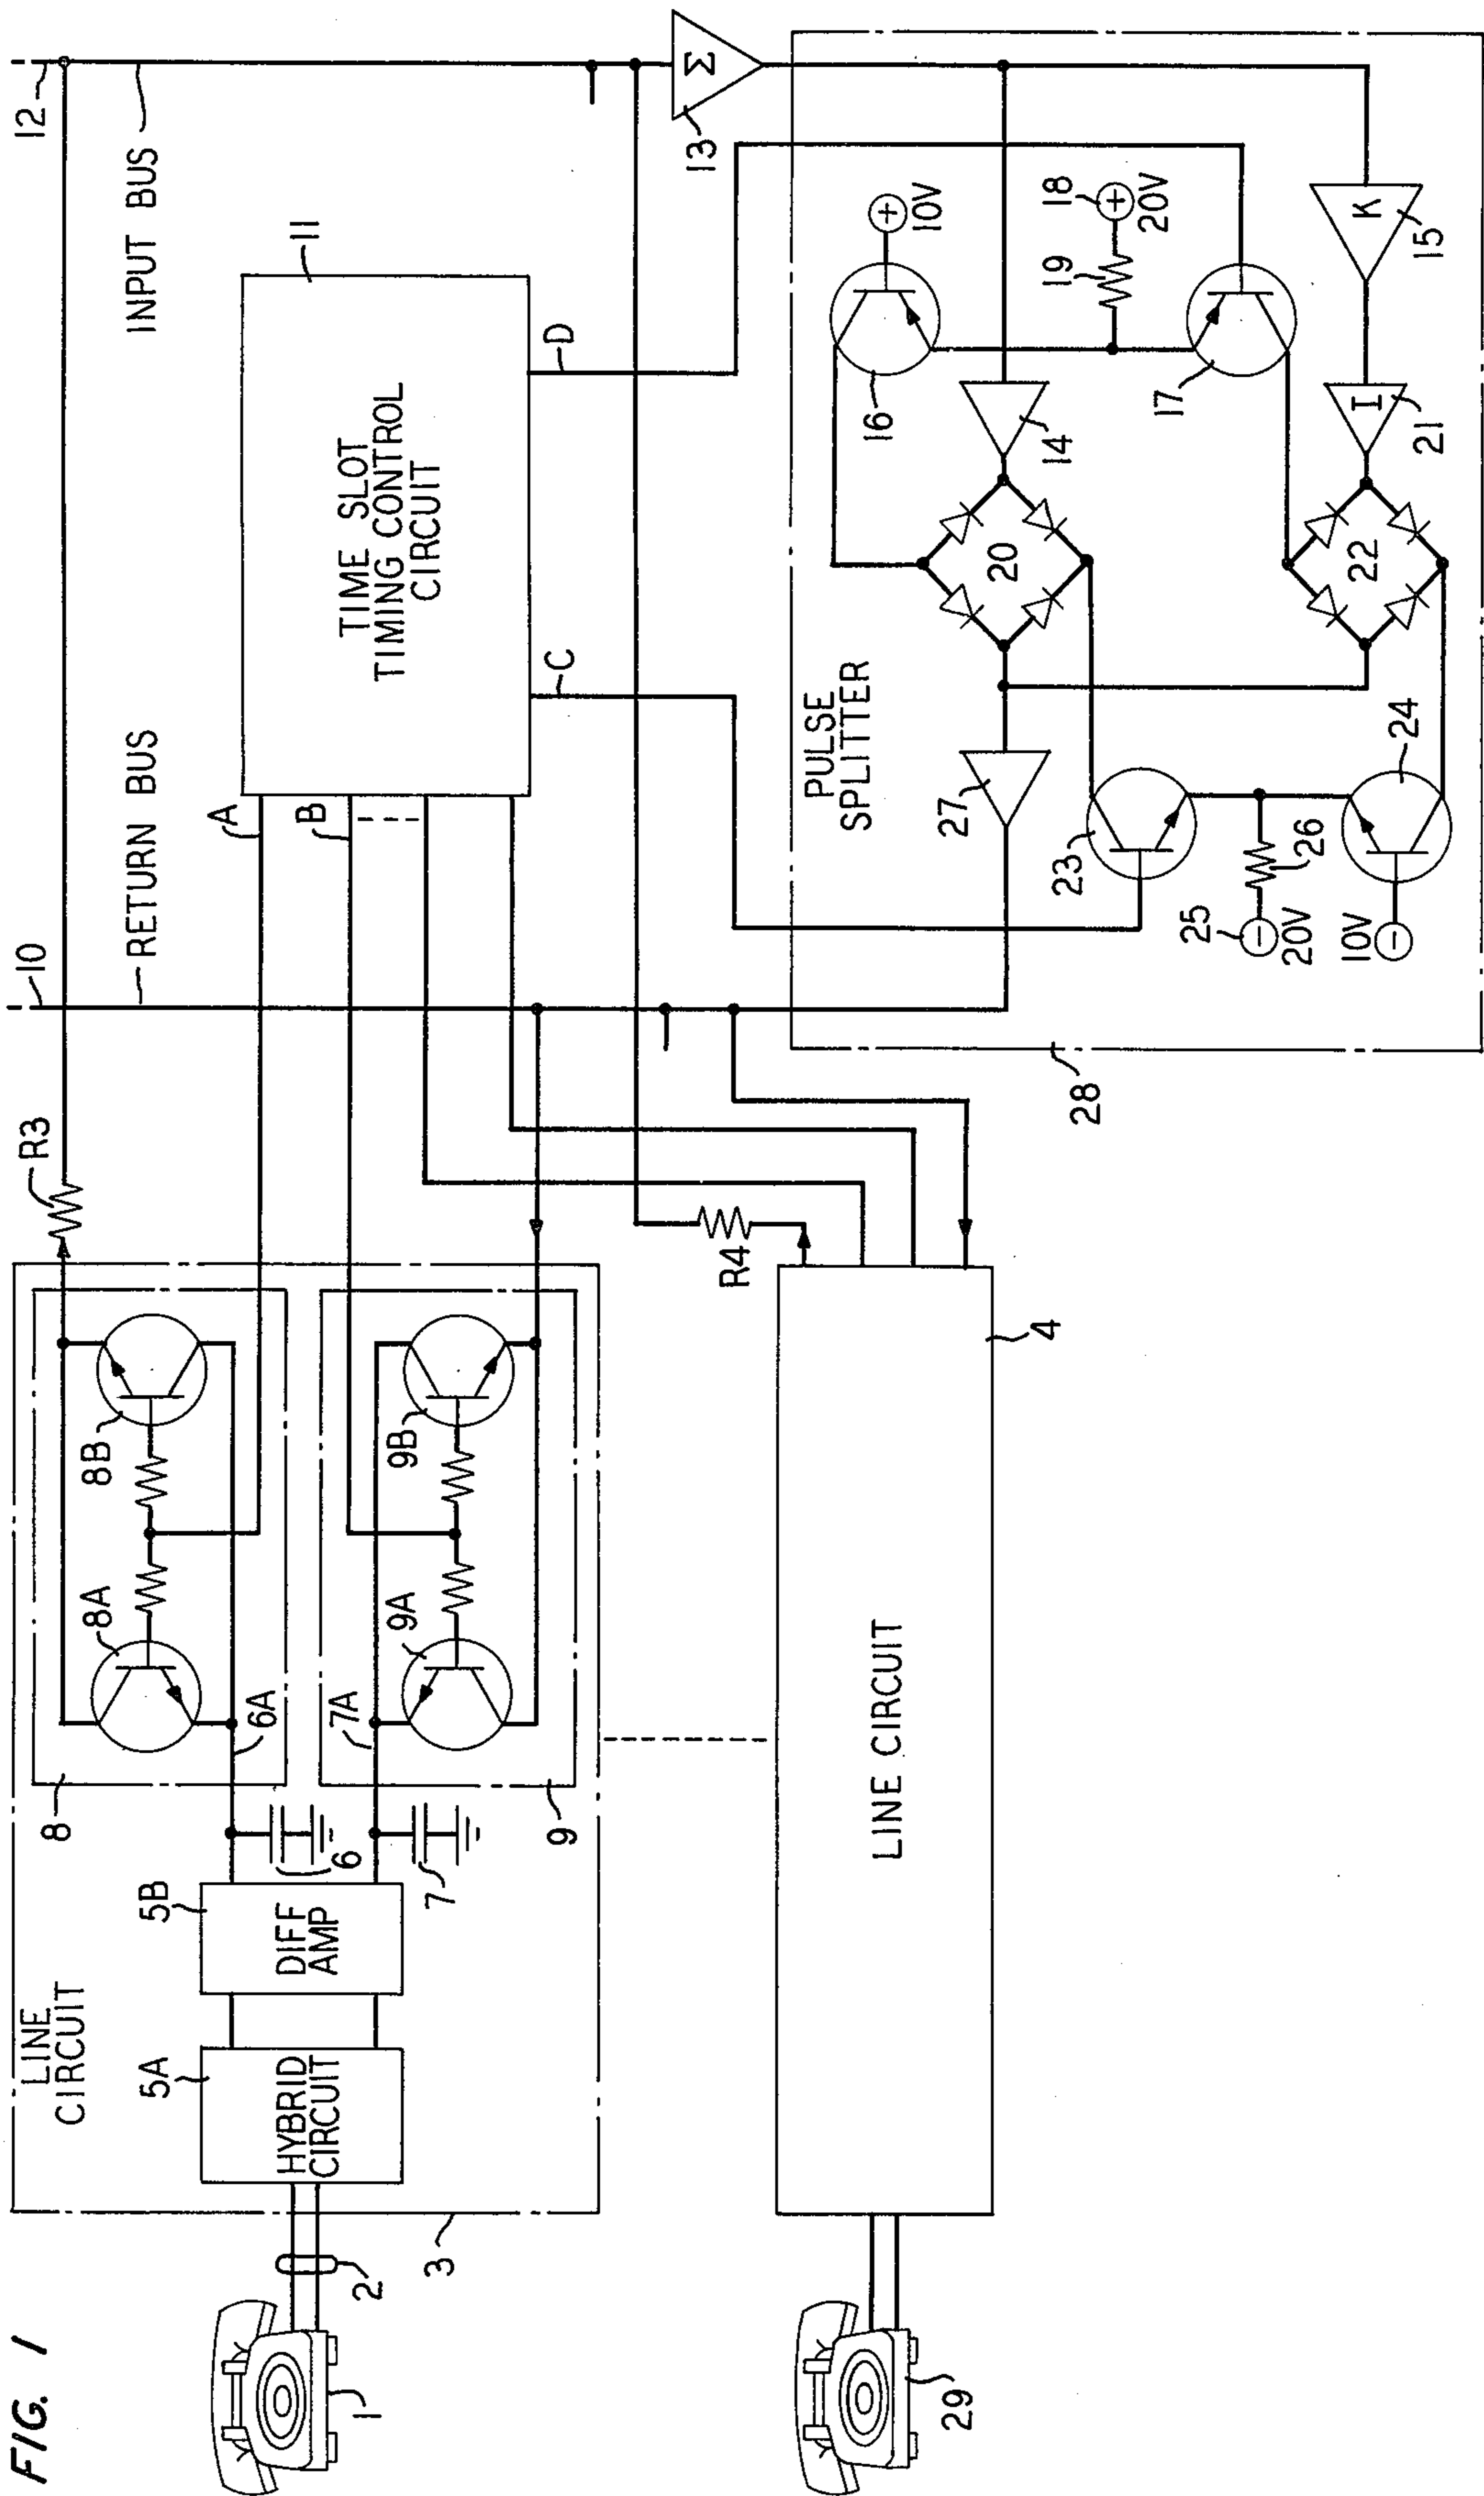 FIG. 1
LINE
CIRCUIT
8
8A
8B
R3
10
RETURN BUS
INPUT BUS
12
5A
HYBRID
CIRCUIT
5B
DIFF
AMP
6
6A
7
7A
9A
9B
9
A
B
11
TIME SLOT
TIMING CONTROL
CIRCUIT
C
D
13
Σ
1
2
3
R4
4
LINE CIRCUIT
29
28
PULSE
SPLITTER
27
20
14
16
10V
19
18
20V
17
23
25
20V
26
24
10V
22
21
I
15
K